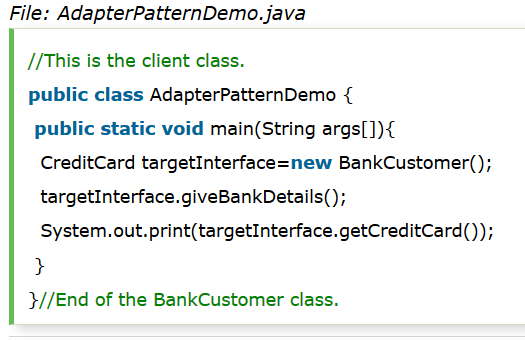 File: AdapterPatternDemo.java
//This is the client class.
public class AdapterPatternDemo {
public static void main(String args[]){
CreditCard targetInterface=new BankCustomer();
targetInterface.giveBankDetails();
System.out.print(targetInterface.getCreditCard());
}
}//End of the BankCustomer class.